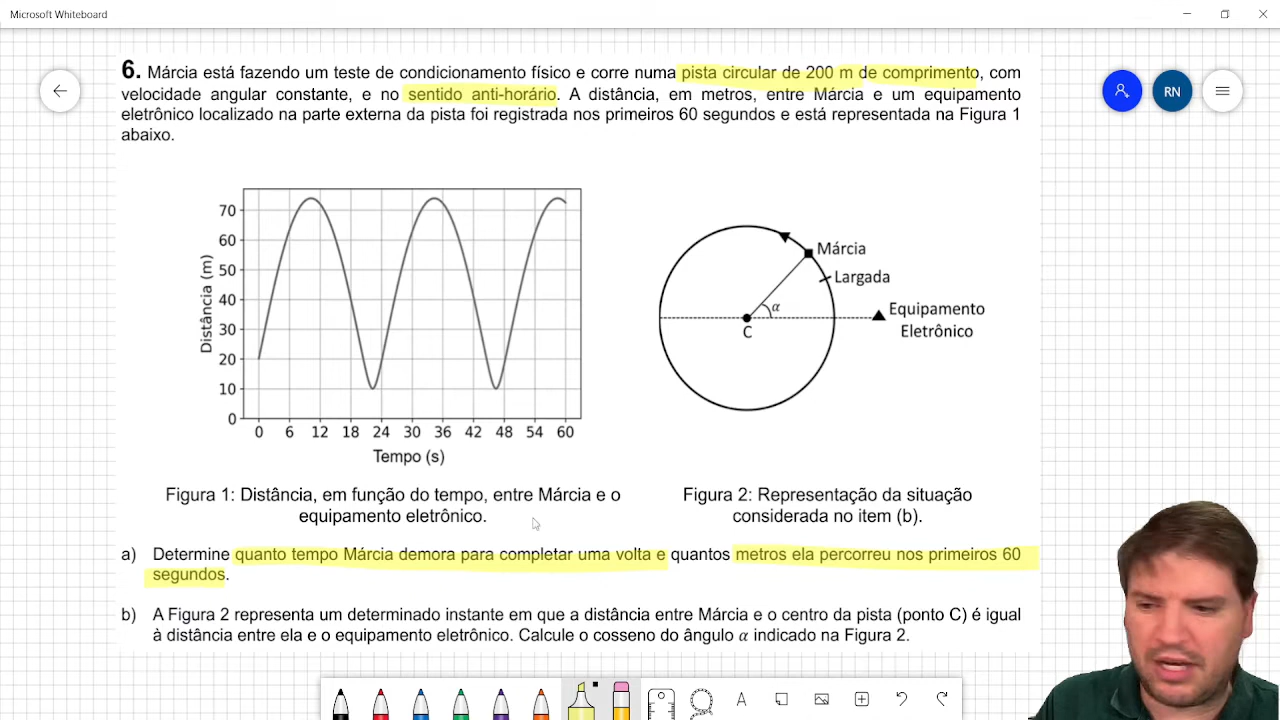 Microsoft Whiteboard
6. Márcia está fazendo um teste de condicionamento físico e corre numa pista circular de 200 m de comprimento, com
velocidade angular constante, e no sentido anti-horário. A distância, em metros, entre Márcia e um equipamento
eletrônico localizado na parte externa da pista foi registrada nos primeiros 60 segundos e está representada na Figura 1
abaixo.
RN
70
60
50
40
30
20
10
0
Distância (m)
0 6 12 18 24 30 36 42 48 54 60
Tempo (s)
Márcia
Largada
α
C
Equipamento
Eletrônico
Figura 1: Distância, em função do tempo, entre Márcia e o
equipamento eletrônico.
Figura 2: Representação da situação
considerada no item (b).
a) Determine quanto tempo Márcia demora para completar uma volta e quantos metros ela percorreu nos primeiros 60
segundos.
b) A Figura 2 representa um determinado instante em que a distância entre Márcia e o centro da pista (ponto C) é igual
à distância entre ela e o equipamento eletrônico. Calcule o cosseno do ângulo α indicado na Figura 2.
A